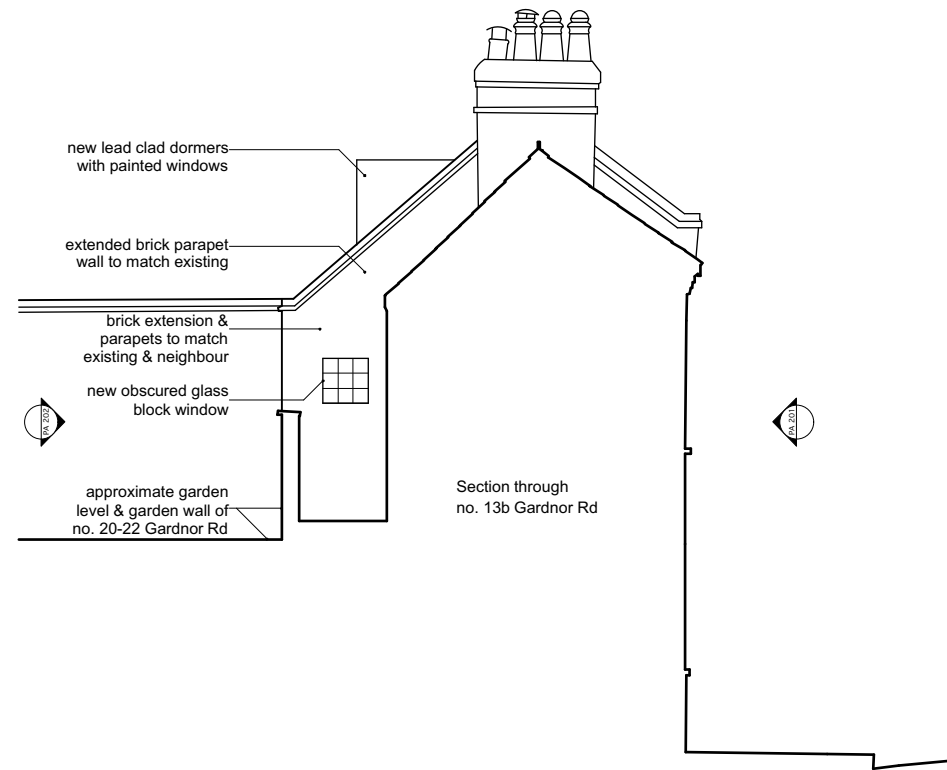 new lead clad dormers
with painted windows
extended brick parapet
wall to match existing
brick extension &
parapets to match
existing & neighbour
new obscured glass
block window
PA 202
PA 201
approximate garden
level & garden wall of
no. 20-22 Gardnor Rd
Section through
no. 13b Gardnor Rd